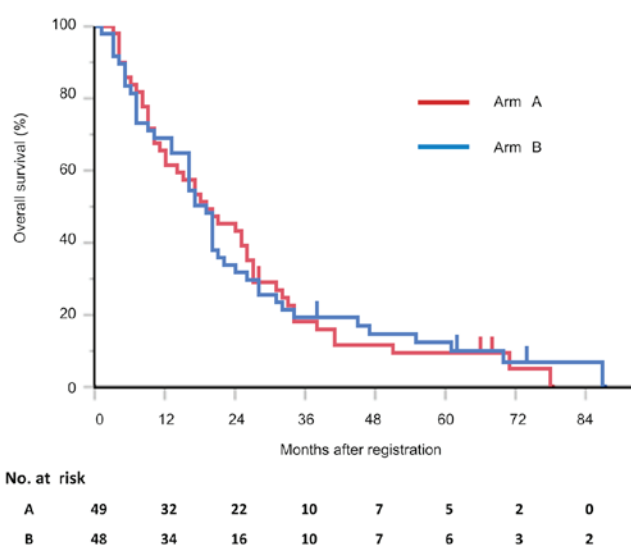 100
80
60
40
20
0
Overall survival (%)
Arm A
Arm B
0 12 24 36 48 60 72 84
Months after registration
No. at risk
A 49 32 22 10 7 5 2 0
B 48 34 16 10 7 6 3 2